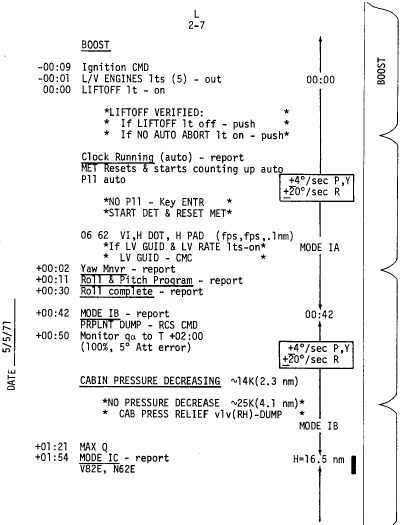 L
2-7
BOOST
-00:09 Ignition CMD
-00:01 L/V ENGINES lts (5) - out 00:00
00:00 LIFTOFF lt - on
*LIFTOFF VERIFIED: *
* If LIFTOFF lt off - push *
* If NO AUTO ABORT lt on - push*
Clock Running (auto) - report
MET Resets & starts counting up auto
P11 auto
±4°/sec P,Y
±20°/sec R
*NO P11 - Key ENTR *
*START DET & RESET MET*
06 62 VI,H DOT, H PAD (fps,fps,.1nm)
*If LV GUID & LV RATE lts-on* MODE IA
* LV GUID - CMC *
+00:02 Yaw Mnvr - report
+00:11 Roll & Pitch Program - report
+00:30 Roll complete - report
+00:42 MODE IB - report 00:42
PRPLNT DUMP - RCS CMD
+00:50 Monitor qα to T +02:00
(100%, 5° Att error)
±4°/sec P,Y
±20°/sec R
CABIN PRESSURE DECREASING ~14K(2.3 nm)
*NO PRESSURE DECREASE ~25K(4.1 nm)*
* CAB PRESS RELIEF vlv(RH)-DUMP *
MODE IB
+01:21 MAX Q
+01:54 MODE IC - report H=16.5 nm
V82E, N62E
BOOST
DATE 5/5/71